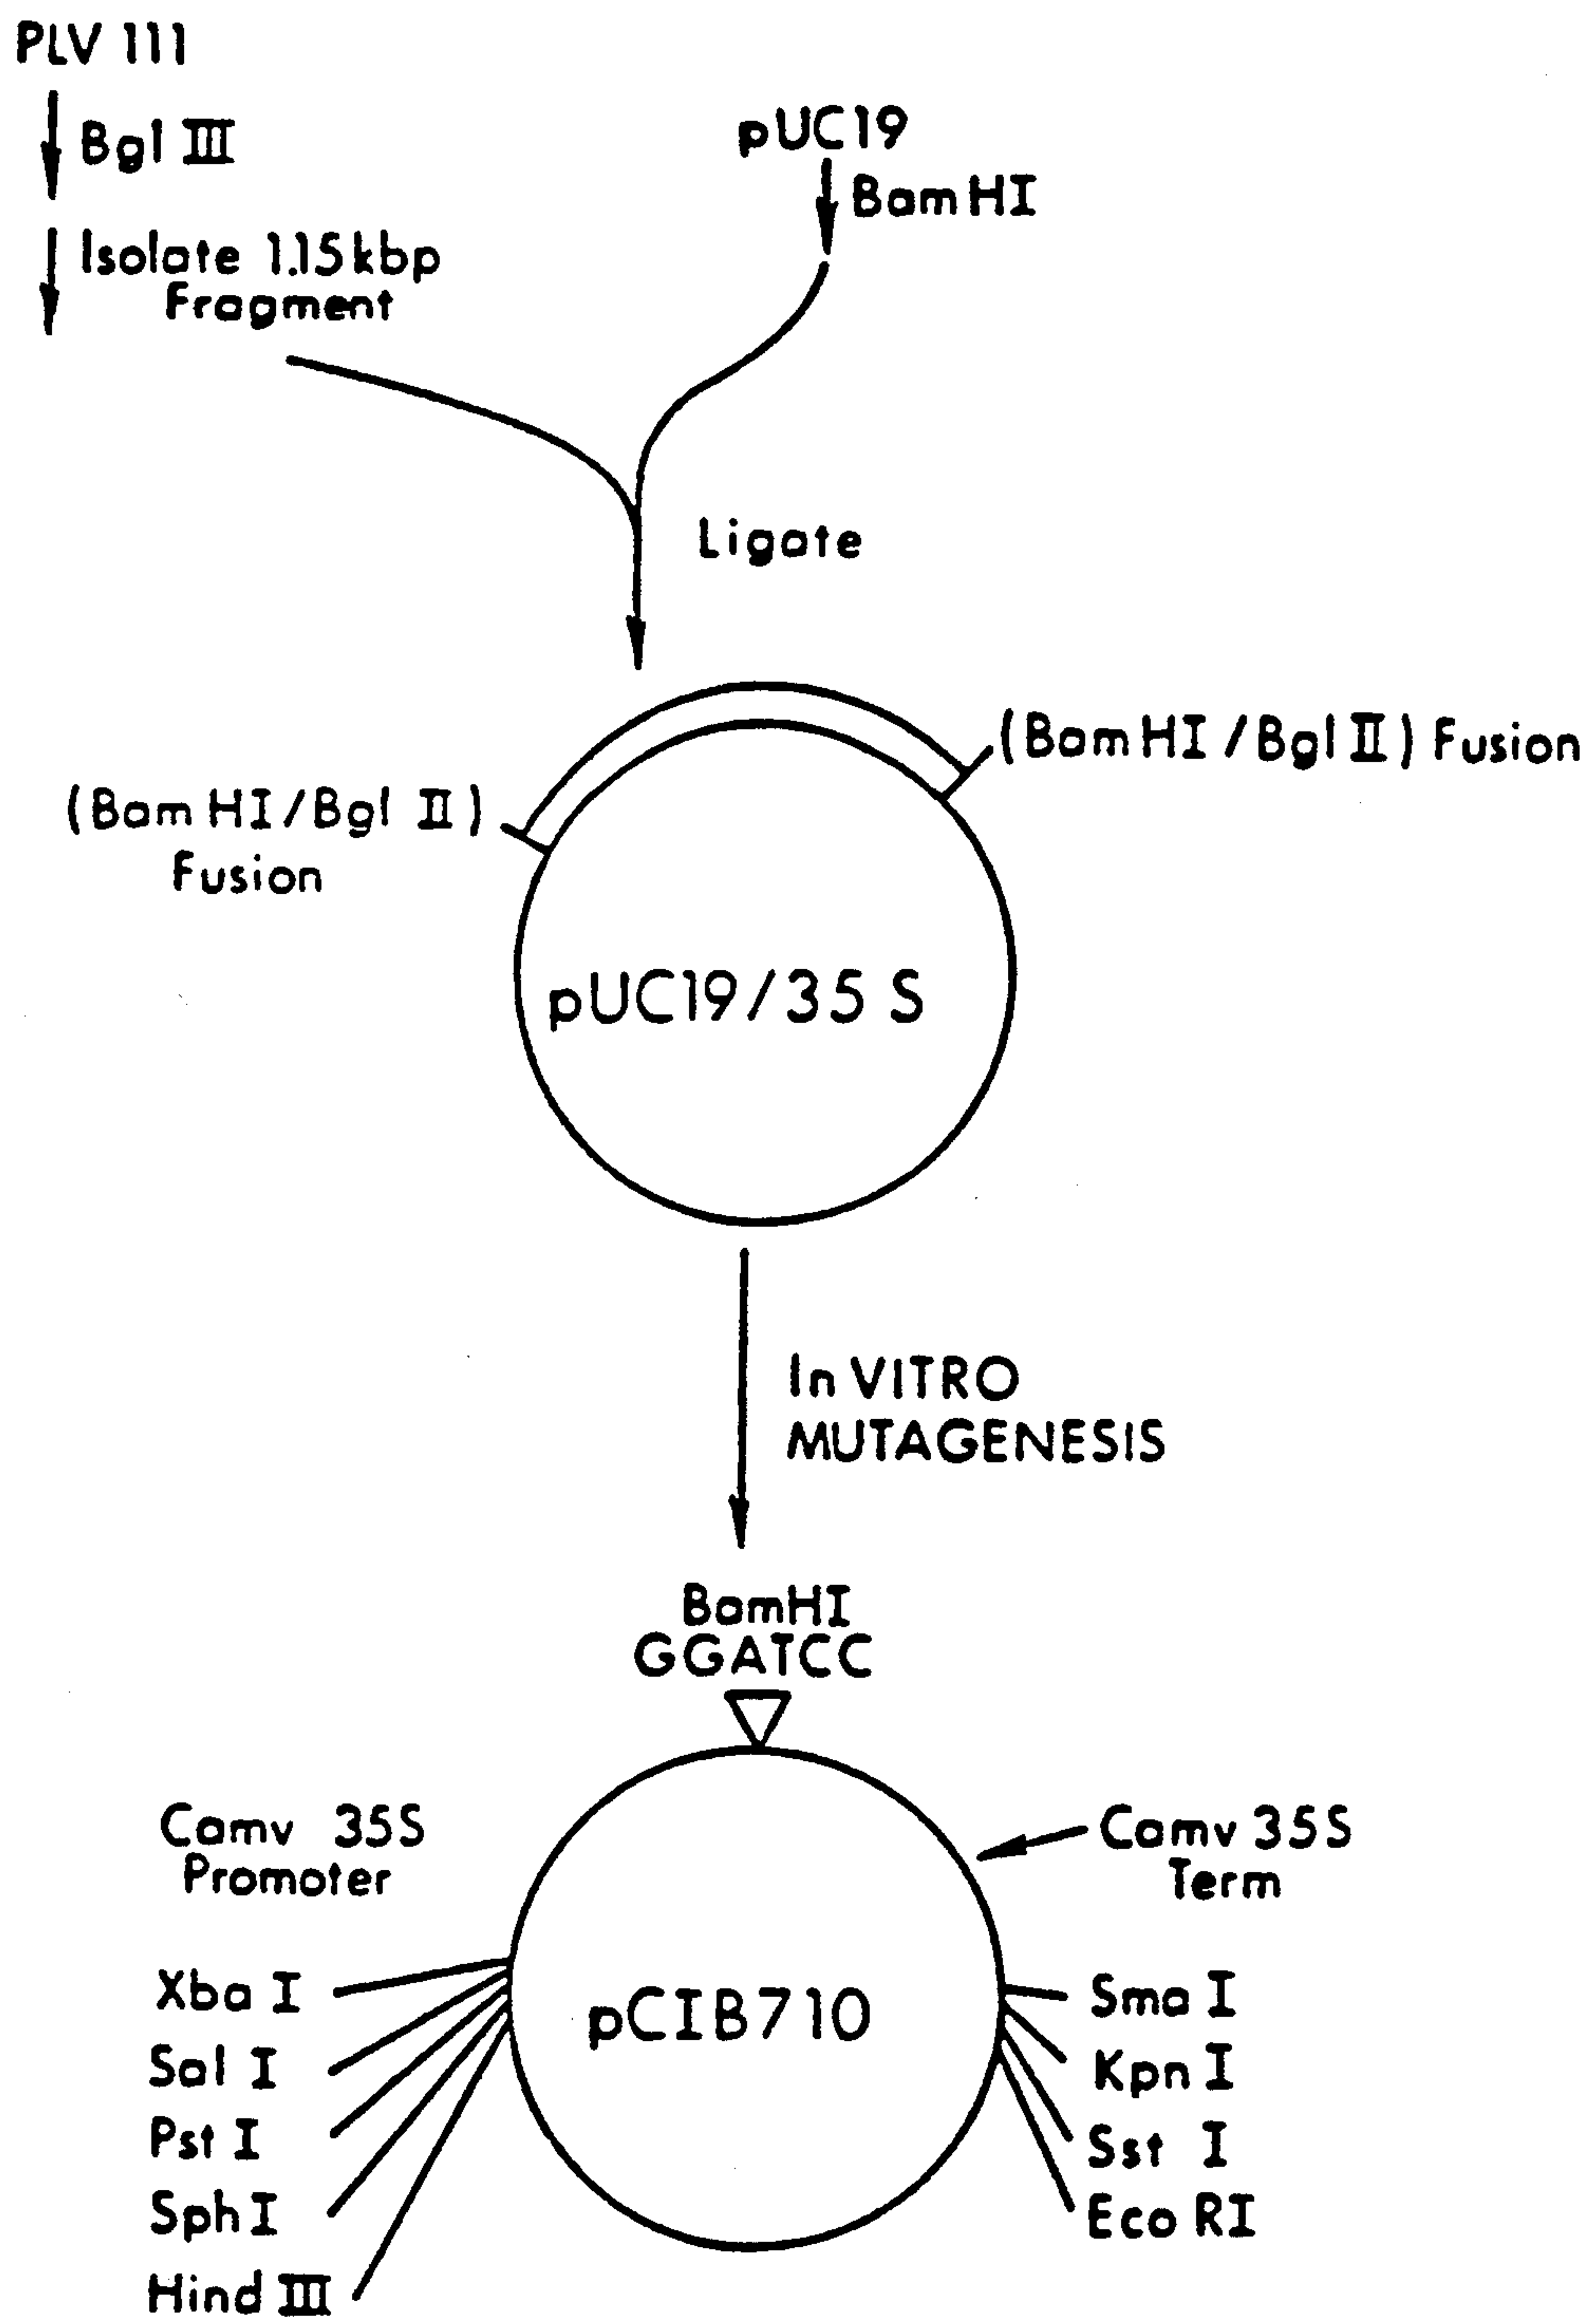 PLV 111
Bgl III
Isolate 1.15kbp
Fragment
pUC19
BamHI
Ligate
(BamHI/BglII) Fusion
(BamHI/Bgl II)
Fusion
pUC19/35 S
In VITRO
MUTAGENESIS
BamHI
GGATCC
Camv 35S
Promoter
Camv 35S
Term
Xba I
Sal I
Pst I
Sph I
Hind III
pCIB710
Sma I
Kpn I
Sst I
Eco RI